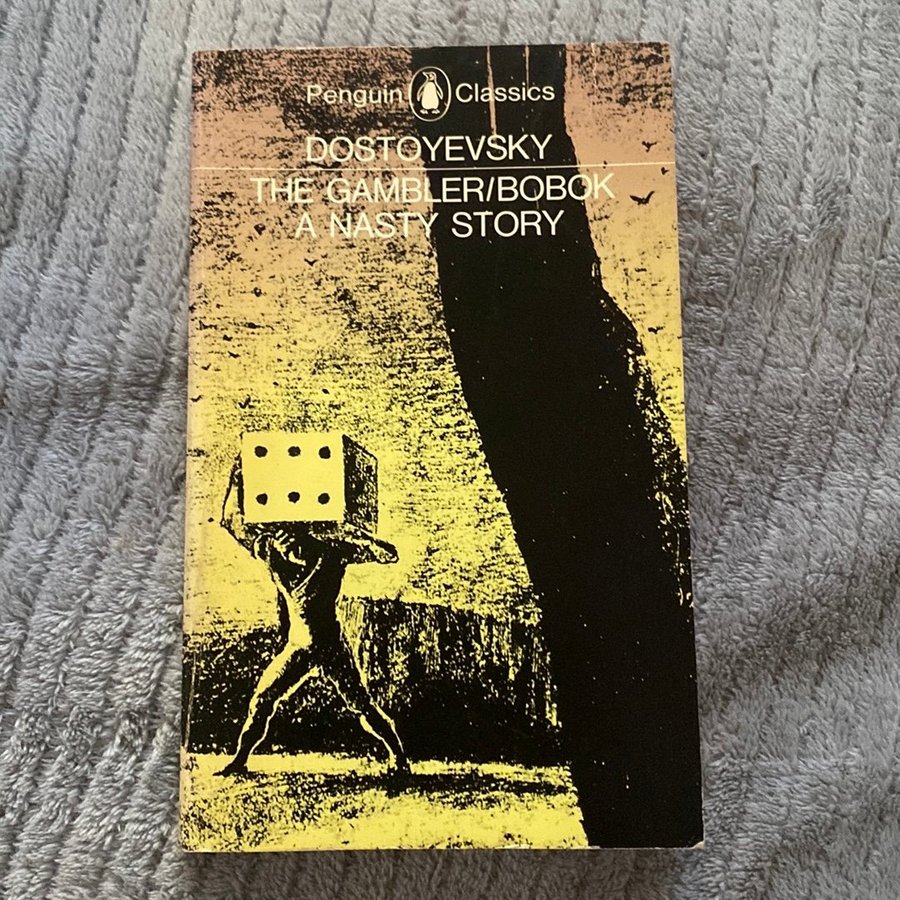 Penguin Classics
DOSTOYEVSKY
THE GAMBLER/BOBOK
A NASTY STORY